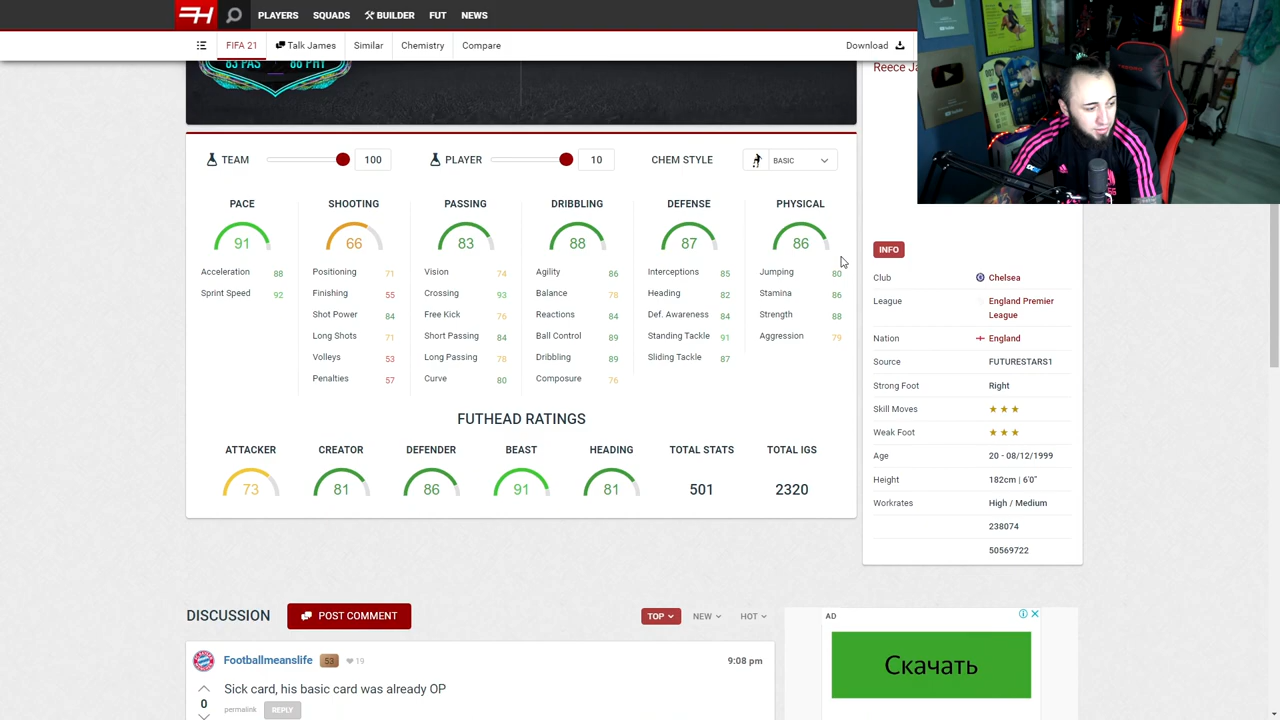 PLAYERS SQUADS BUILDER FUT NEWS
FIFA 21 Talk James Similar Chemistry Compare Download
83 PAS 86 PHY
Reece Ja
TEAM 100 PLAYER 10 CHEM STYLE BASIC
PACE SHOOTING PASSING DRIBBLING DEFENSE PHYSICAL
91 66 83 88 87 86
Acceleration 88 Positioning 71 Vision 74 Agility 86 Interceptions 85 Jumping 80
Sprint Speed 92 Finishing 55 Crossing 93 Balance 78 Heading 82 Stamina 86
Shot Power 84 Free Kick 76 Reactions 84 Def. Awareness 84 Strength 88
Long Shots 71 Short Passing 84 Ball Control 89 Standing Tackle 91 Aggression 79
Volleys 53 Long Passing 78 Dribbling 89 Sliding Tackle 87
Penalties 57 Curve 80 Composure 76
FUTHEAD RATINGS
ATTACKER CREATOR DEFENDER BEAST HEADING TOTAL STATS TOTAL IGS
73 81 86 91 81 501 2320
INFO
Club Chelsea
League England Premier
League
Nation England
Source FUTURESTARS1
Strong Foot Right
Skill Moves ★ ★ ★
Weak Foot ★ ★ ★
Age 20 - 08/12/1999
Height 182cm | 6'0"
Workrates High / Medium
238074
50569722
DISCUSSION POST COMMENT TOP NEW HOT
AD
Footballmeanslife 53 19 9:08 pm
Sick card, his basic card was already OP
0
permalink REPLY
Скачать